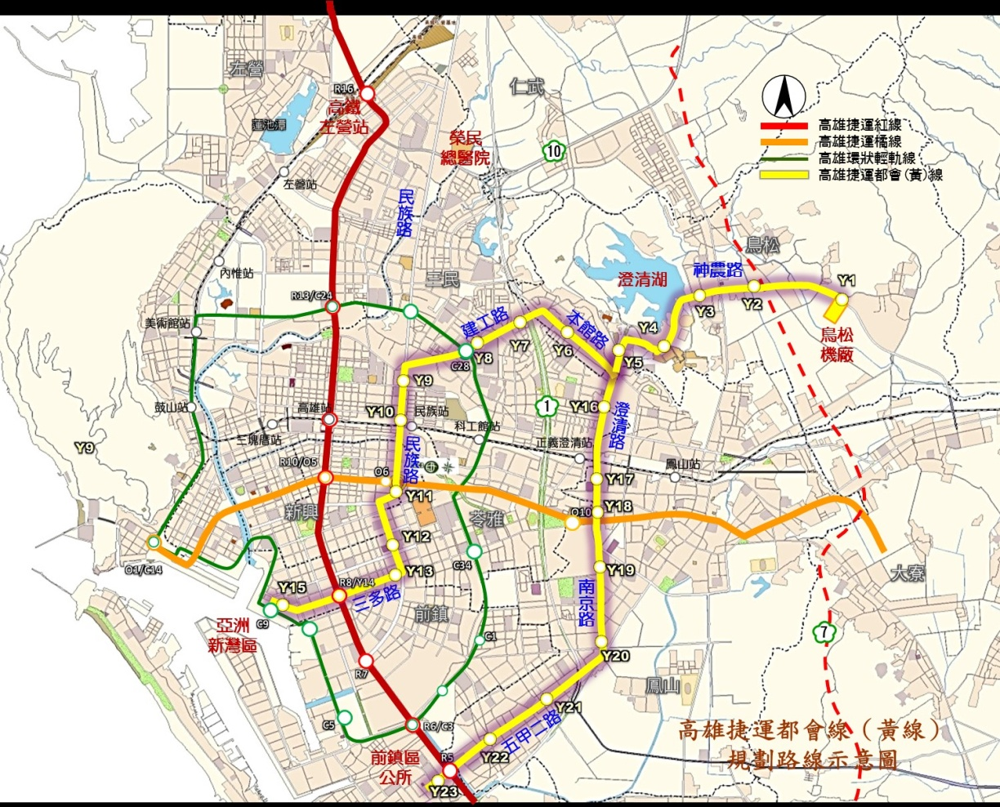 左營
R16
高鐵
左營站
蓮池潭
仁武
榮民
總醫院
10
高雄捷運紅線
高雄捷運橘線
高雄環狀輕軌線
高雄捷運都會(黃)線
左營站
民族路
內惟站
三民
R13/C24
美術館站
澄清湖
鳥松
神農路
Y1
Y2
Y3
Y4
鳥松
機廠
建工路
本館路
Y7
Y6
Y8
C28
Y5
Y9
Y10
Y16
澄清路
鼓山站
高雄站
民族站
科工館站
1
三塊厝站
正義澄清站
鳳山站
Y9
R10/O5
民族路
O6
Y11
Y17
Y18
O10
新興
苓雅
Y12
Y13
C34
O1/C14
Y19
大寮
R8/Y14
Y15
三多路
C9
前鎮
南京路
亞洲
新灣區
C1
7
Y20
R7
鳳山
Y21
C5
R6/C3
五甲二路
Y22
高雄捷運都會線（黃線）
規劃路線示意圖
前鎮區
公所
R5
Y23